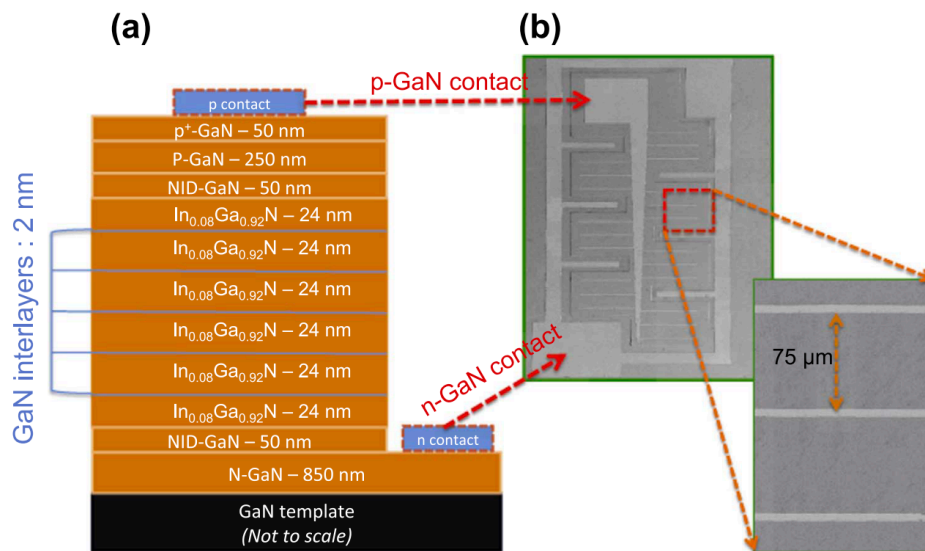 (a)
(b)
p-GaN contact
p contact
p⁺-GaN – 50 nm
P-GaN – 250 nm
NID-GaN – 50 nm
In₀.₀₈Ga₀.₉₂N – 24 nm
In₀.₀₈Ga₀.₉₂N – 24 nm
In₀.₀₈Ga₀.₉₂N – 24 nm
In₀.₀₈Ga₀.₉₂N – 24 nm
In₀.₀₈Ga₀.₉₂N – 24 nm
In₀.₀₈Ga₀.₉₂N – 24 nm
NID-GaN – 50 nm
N-GaN – 850 nm
GaN template
(Not to scale)
GaN interlayers : 2 nm
n contact
n-GaN contact
75 µm